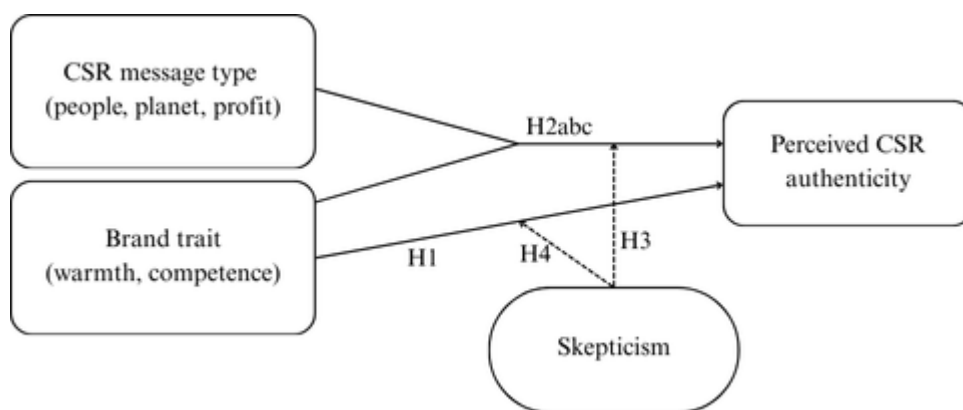 CSR message type
(people, planet, profit)
H2abc
Perceived CSR
authenticity
Brand trait
(warmth, competence)
H1
H4
H3
Skepticism